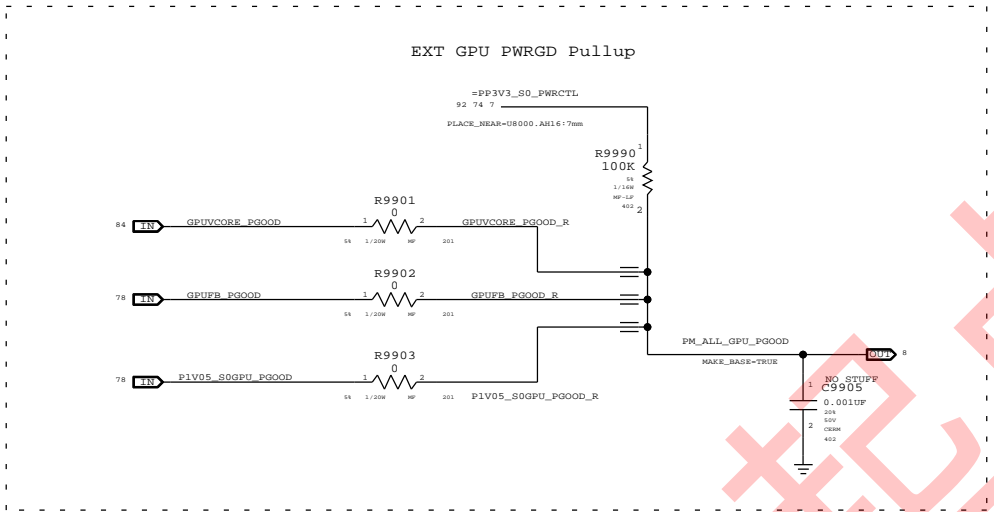 EXT GPU PWRGD Pullup
=PP3V3_S0_PWRCTL
92 74 7
PLACE_NEAR=U8000.AH16:7mm
R9990
100K
5%
1/16W
MF-LF
402
1
2
R9901
0
84 IN GPUVCORE_PGOOD 1 2 GPUVCORE_PGOOD_R
5% 1/20W MF 201
R9902
0
78 IN GPUFB_PGOOD 1 2 GPUFB_PGOOD_R
5% 1/20W MF 201
PM_ALL_GPU_PGOOD
OUT 8
MAKE_BASE=TRUE
R9903
0
78 IN P1V05_S0GPU_PGOOD 1 2
5% 1/20W MF 201
P1V05_S0GPU_PGOOD_R
NO STUFF
C9905
0.001UF
20%
50V
CERM
402
1
2